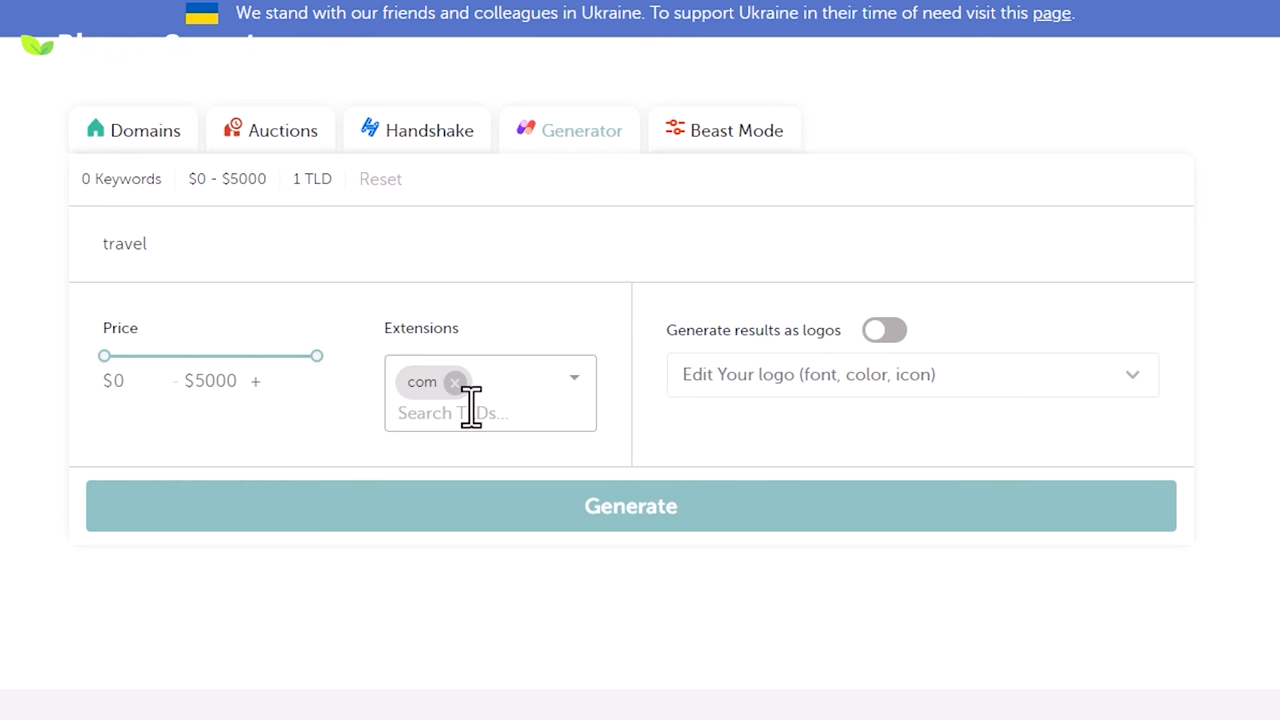 We stand with our friends and colleagues in Ukraine. To support Ukraine in their time of need visit this page.
Domains
Auctions
Handshake
Generator
Beast Mode
0 Keywords
$0 - $5000
1 TLD
Reset
travel
Price
Extensions
Generate results as logos
com
Edit Your logo (font, color, icon)
$0 - $5000 +
Search TLDs...
Generate